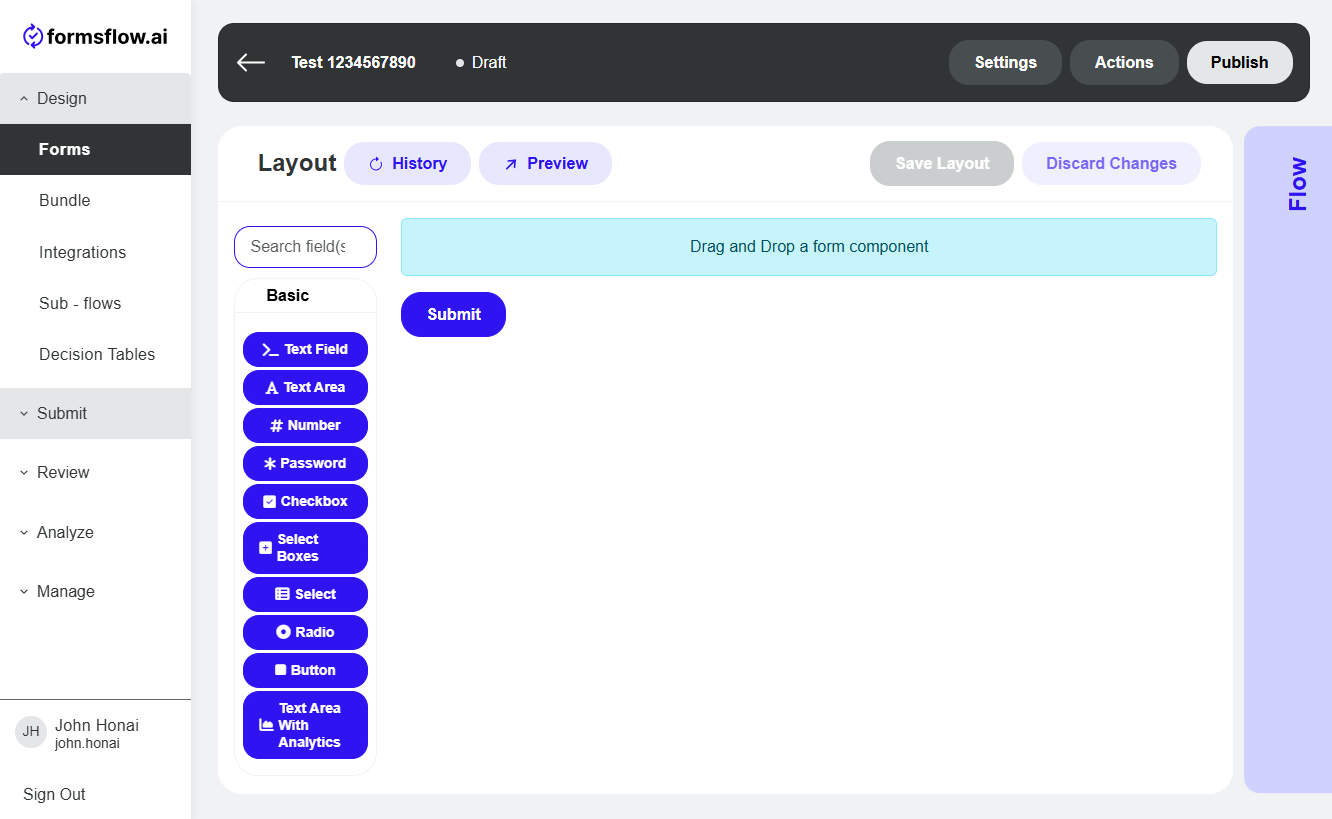 formsflow.ai
Design
Forms
Bundle
Integrations
Sub - flows
Decision Tables
Submit
Review
Analyze
Manage
JH
John Honai
john.honai
Sign Out
Test 1234567890
Draft
Settings
Actions
Publish
Layout
History
Preview
Save Layout
Discard Changes
Flow
Search field(s
Basic
Text Field
Text Area
Number
Password
Checkbox
Select
Boxes
Select
Radio
Button
Text Area
With
Analytics
Drag and Drop a form component
Submit